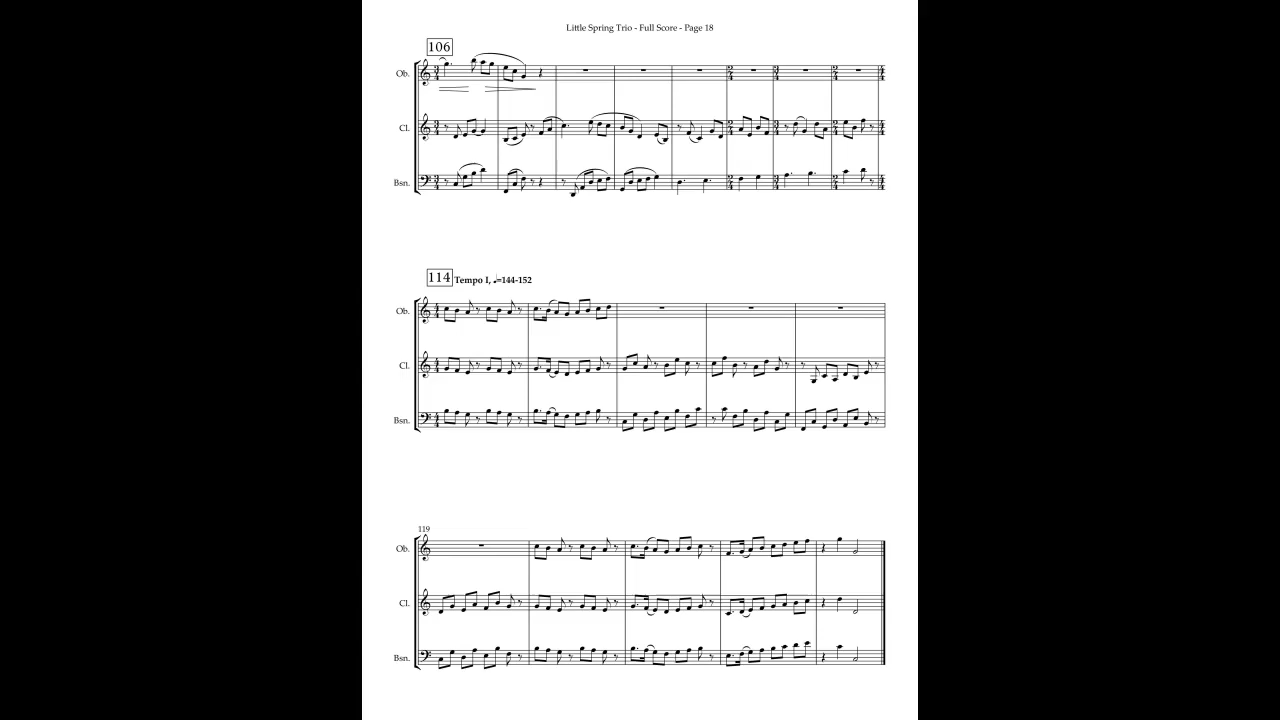 Little Spring Trio - Full Score - Page 18
106
Ob.
Cl.
Bsn.
114 Tempo I, ♩=144-152
Ob.
Cl.
Bsn.
119
Ob.
Cl.
Bsn.